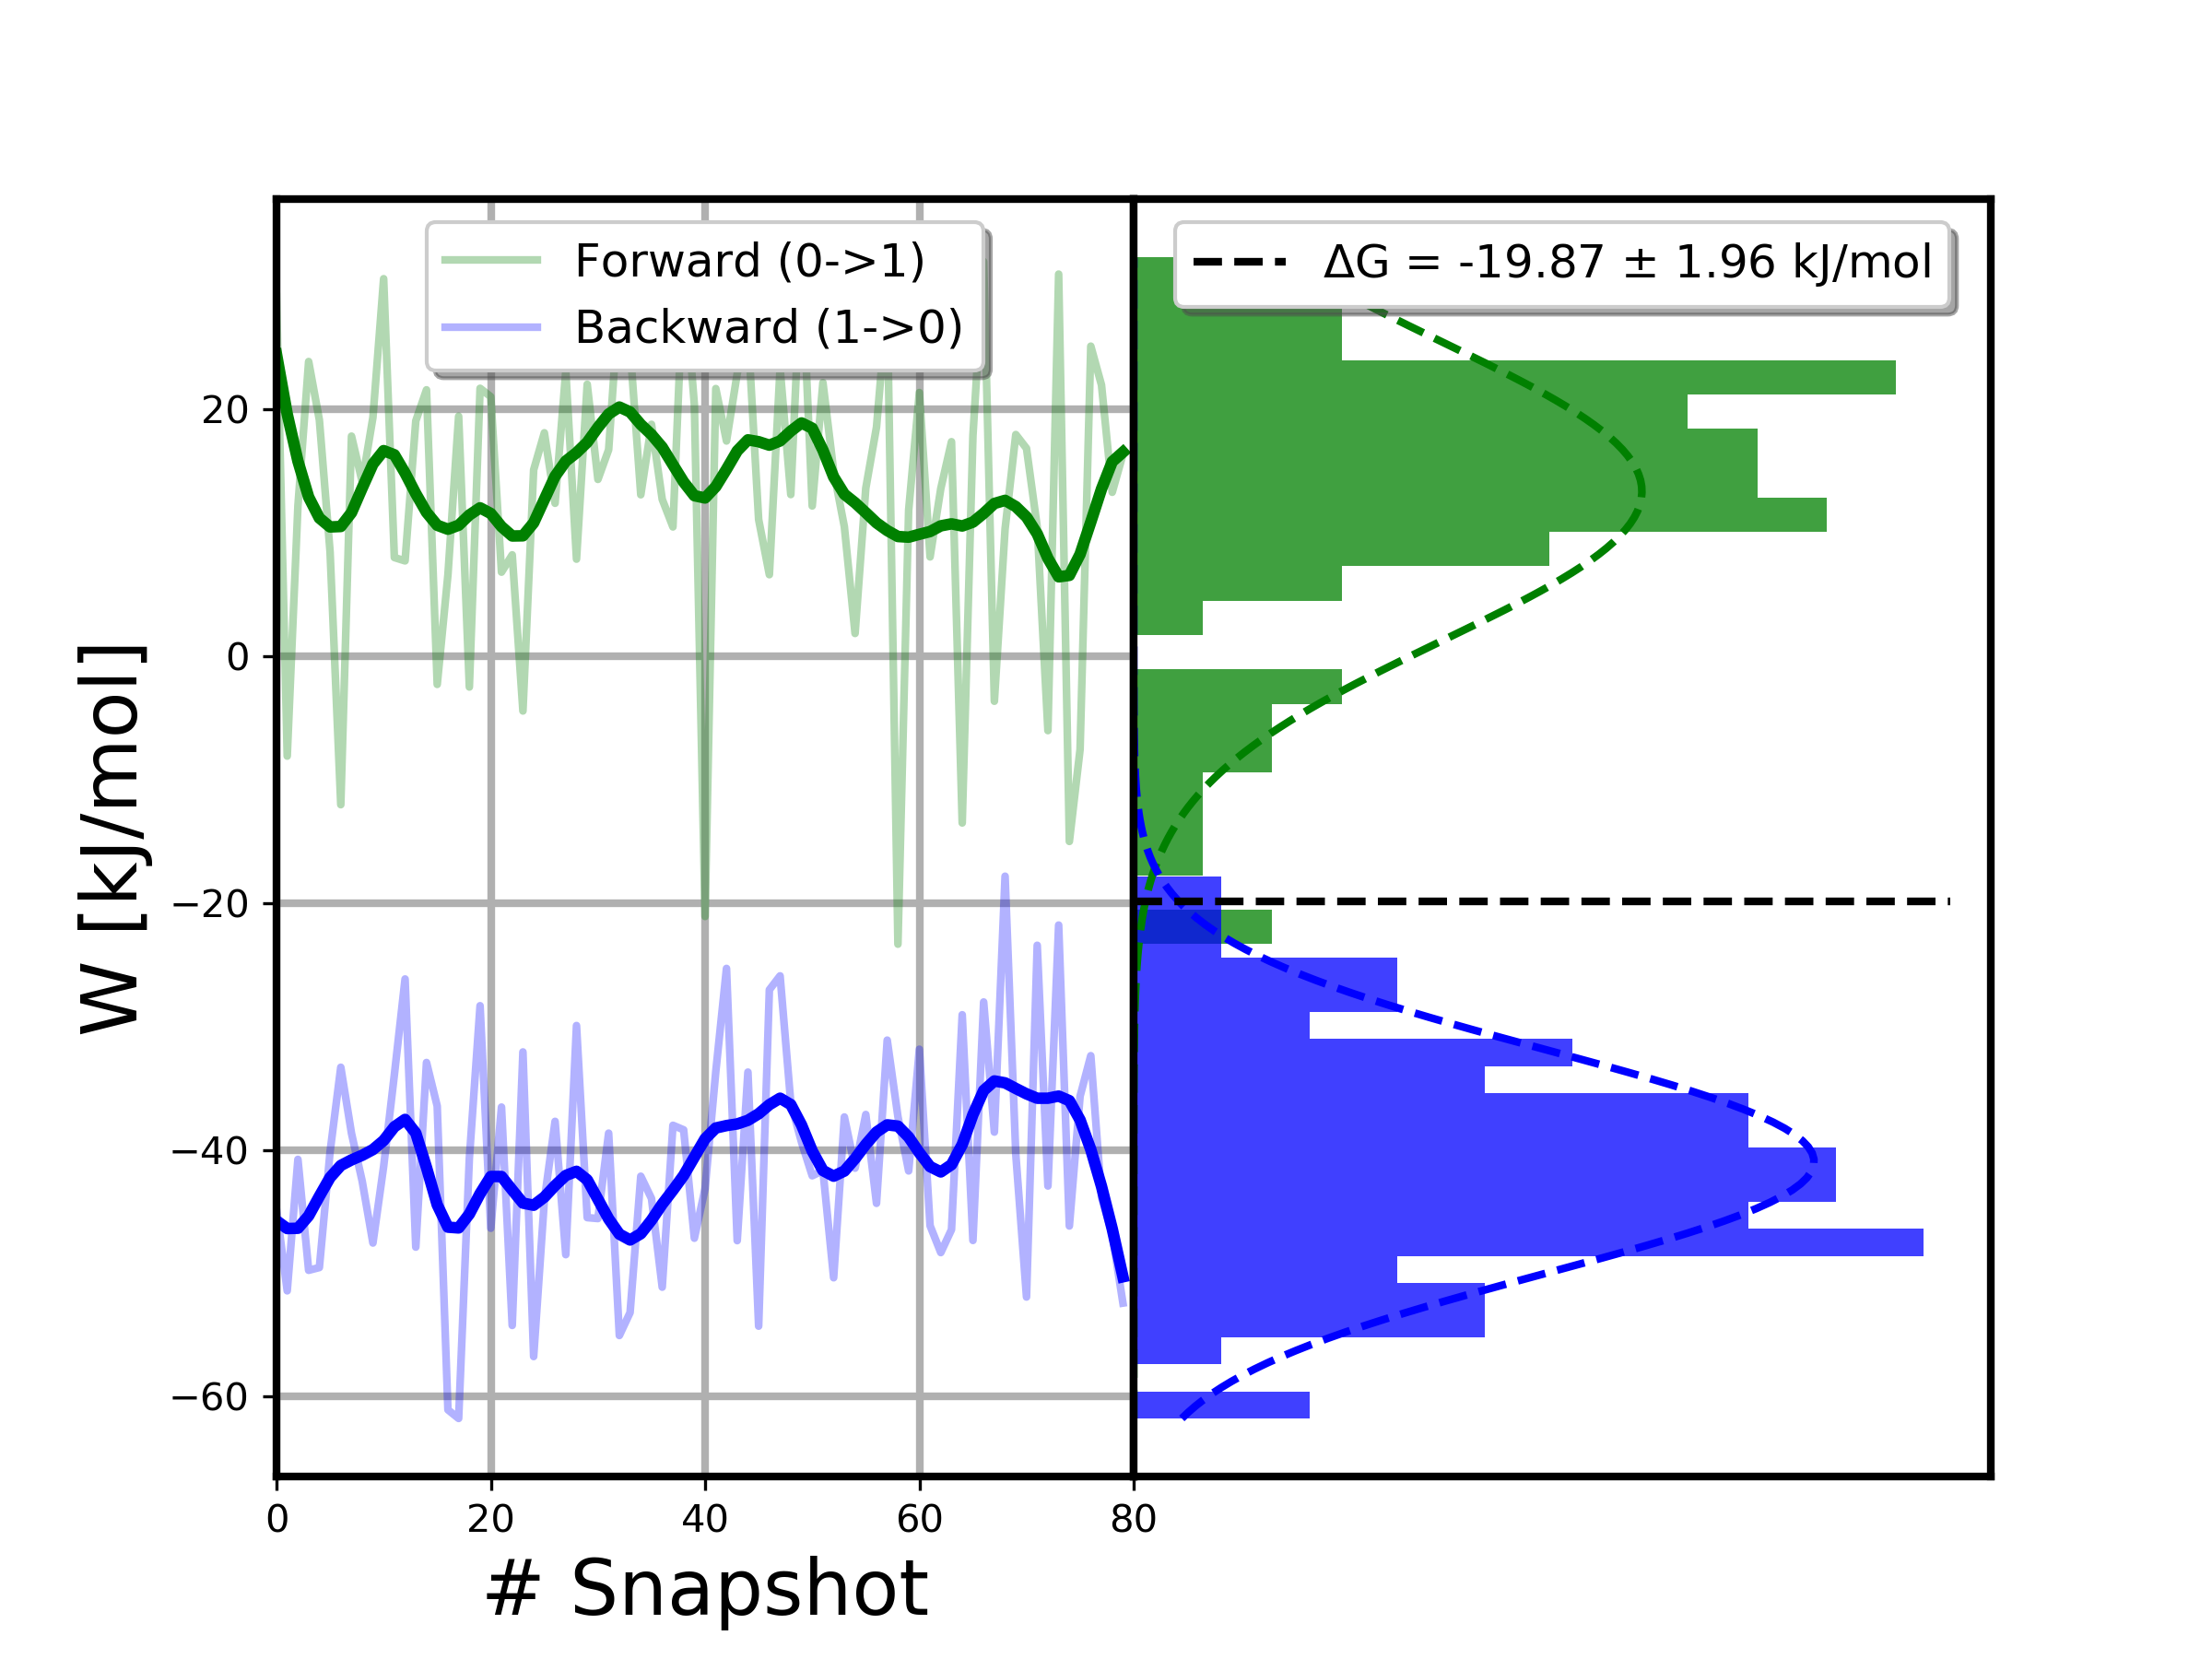 Forward (0->1)
Backward (1->0)
ΔG = -19.87 ± 1.96 kJ/mol
W [kJ/mol]
20
0
−20
−40
−60
0 20 40 60 80
# Snapshot